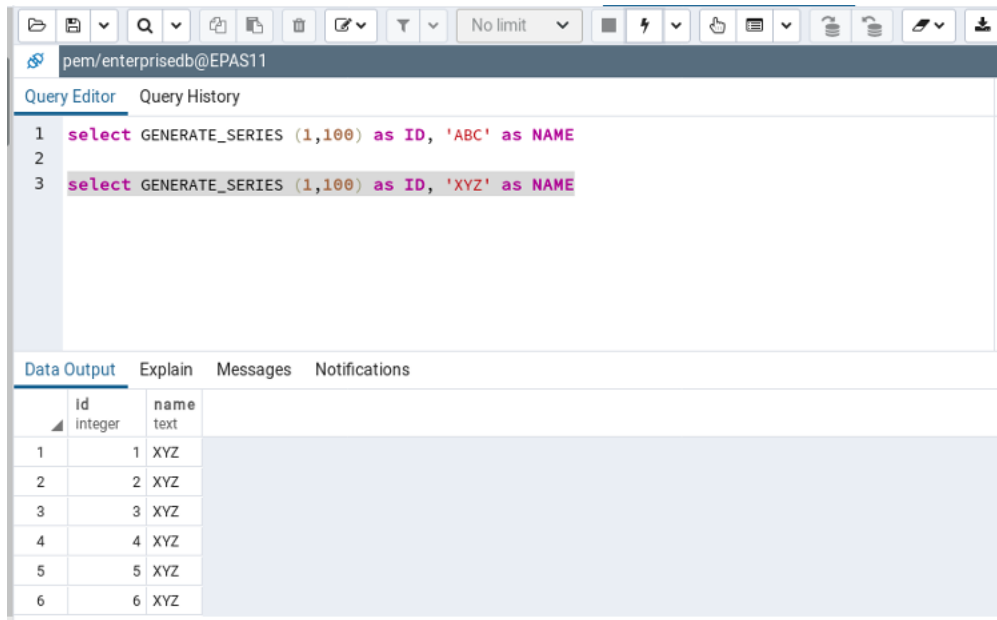 No limit
pem/enterprisedb@EPAS11
Query Editor Query History
1 select GENERATE_SERIES (1,100) as ID, 'ABC' as NAME
2
3 select GENERATE_SERIES (1,100) as ID, 'XYZ' as NAME
Data Output Explain Messages Notifications
id name
integer text
1 1 XYZ
2 2 XYZ
3 3 XYZ
4 4 XYZ
5 5 XYZ
6 6 XYZ